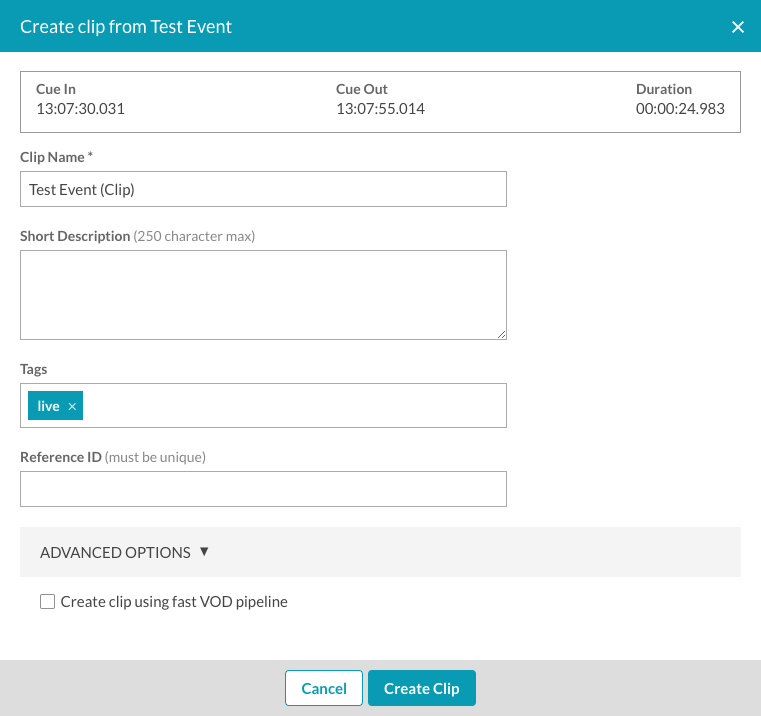 Create clip from Test Event ×
Cue In Cue Out Duration
13:07:30.031 13:07:55.014 00:00:24.983
Clip Name *
Test Event (Clip)
Short Description (250 character max)
Tags
live ×
Reference ID (must be unique)
ADVANCED OPTIONS ▼
Create clip using fast VOD pipeline
Cancel Create Clip